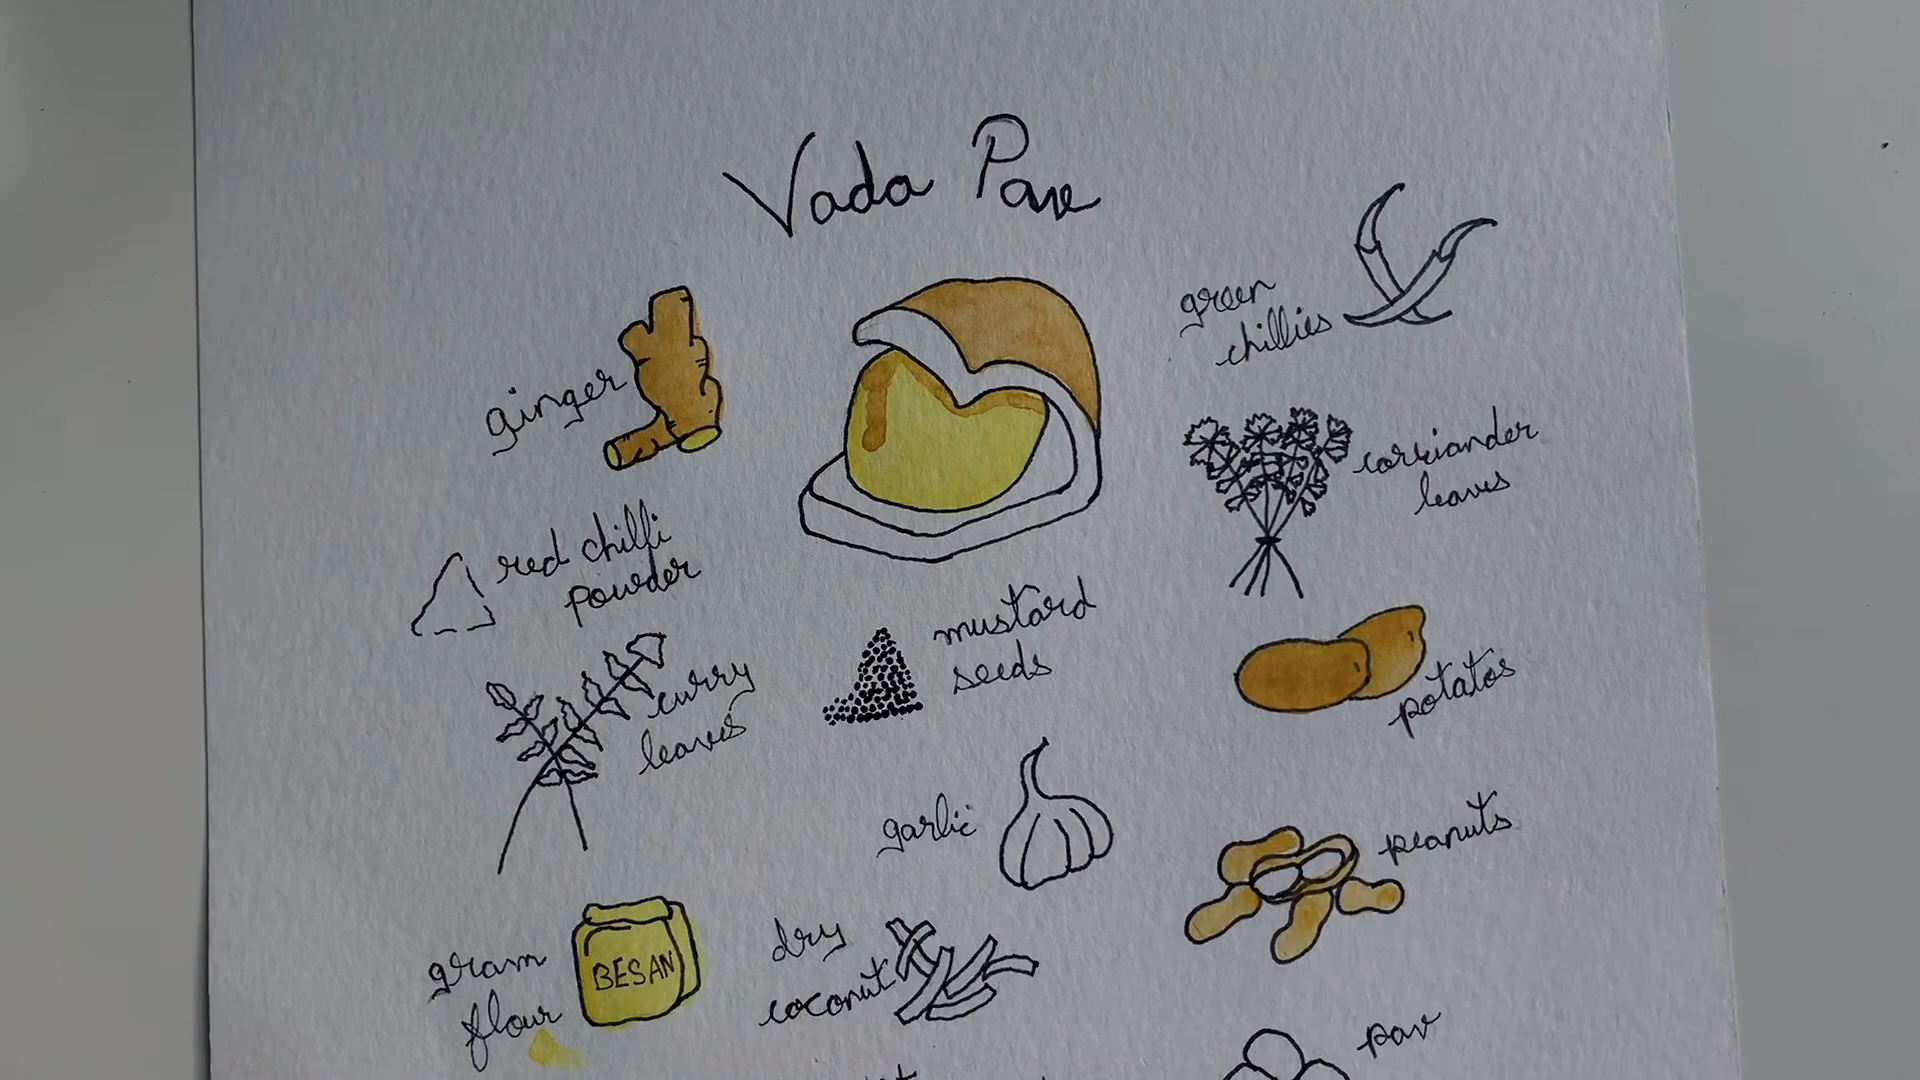 Vada Pav
green
chillies
ginger
corriander
leaves
red chilli
powder
mustard
seeds
curry
leaves
potatos
garlic
peanuts
gram
flour
BESAN
dry
coconut
pav